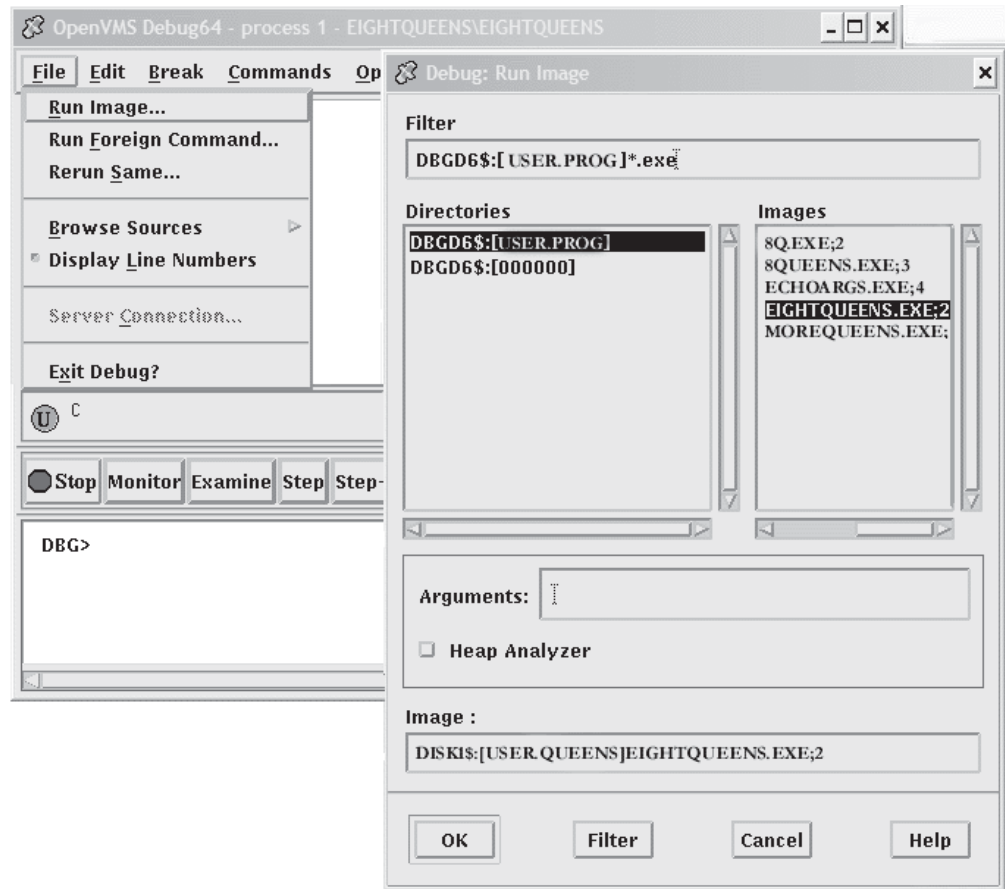 OpenVMS Debug64 - process 1 - EIGHTQUEENS\EIGHTQUEENS
File Edit Break Commands Op
Run Image...
Run Foreign Command...
Rerun Same...
Browse Sources
Display Line Numbers
Server Connection...
Exit Debug?
U C
Stop Monitor Examine Step Step-
DBG>
Debug: Run Image
Filter
DBGD6$:[USER.PROG]*.exe
Directories
DBGD6$:[USER.PROG]
DBGD6$:[000000]
Images
8Q.EXE;2
8QUEENS.EXE;3
ECHOARGS.EXE;4
EIGHTQUEENS.EXE;2
MOREQUEENS.EXE;
Arguments:
Heap Analyzer
Image :
DISK1$:[USER.QUEENS]EIGHTQUEENS.EXE;2
OK Filter Cancel Help